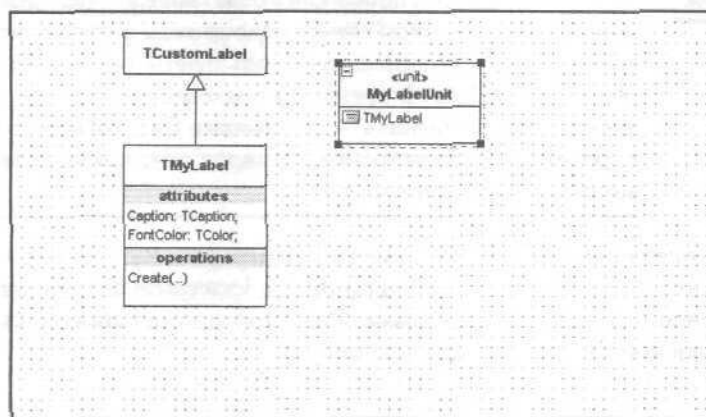 TCustomLabel
«unit»
MyLabelUnit
TMyLabel
TMyLabel
attributes
Caption: TCaption;
FontColor: TColor;
operations
Create(..)